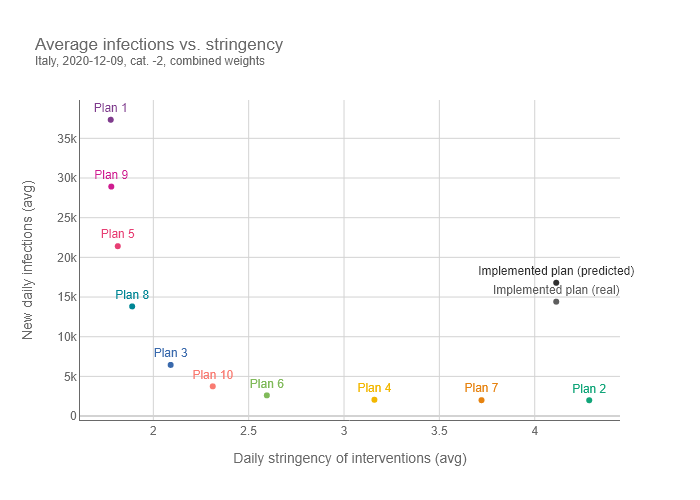 Average infections vs. stringency
Italy, 2020-12-09, cat. -2, combined weights
New daily infections (avg)
35k
30k
25k
20k
15k
10k
5k
0
Plan 1
Plan 9
Plan 5
Plan 8
Plan 3
Plan 10
Plan 6
Plan 4
Plan 7
Plan 2
Implemented plan (predicted)
Implemented plan (real)
2
2.5
3
3.5
4
Daily stringency of interventions (avg)